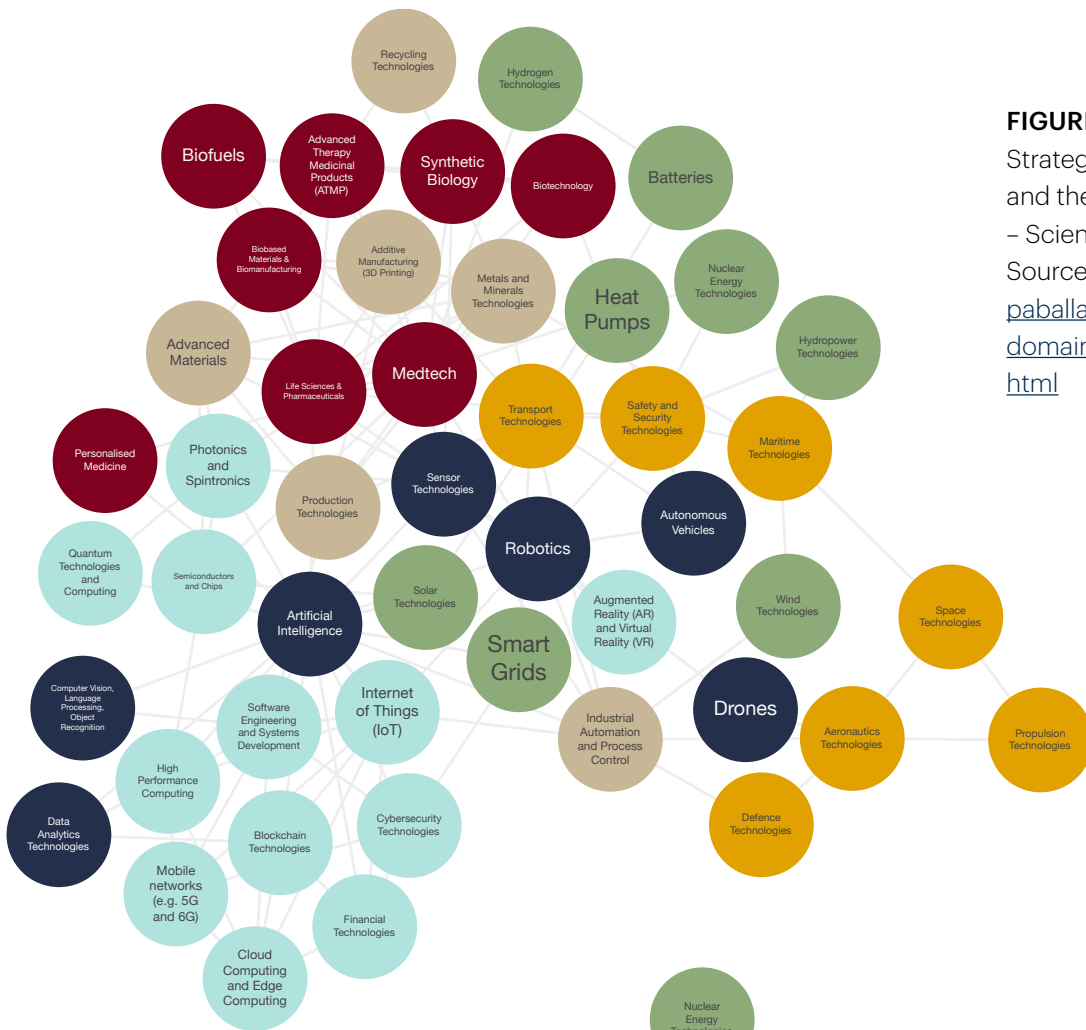 Recycling
Technologies
Hydrogen
Technologies
FIGURE
Biofuels
Advanced
Therapy
Medicinal
Products
(ATMP)
Synthetic
Biology
Biotechnology
Batteries
Strateg
and the
– Scien
Source
paballa
domain
html
Biobased
Materials &
Biomanufacturing
Additive
Manufacturing
(3D Printing)
Metals and
Minerals
Technologies
Heat
Pumps
Nuclear
Energy
Technologies
Hydropower
Technologies
Advanced
Materials
Life Sciences &
Pharmaceuticals
Medtech
Transport
Technologies
Safety and
Security
Technologies
Maritime
Technologies
Personalised
Medicine
Photonics
and
Spintronics
Production
Technologies
Sensor
Technologies
Robotics
Autonomous
Vehicles
Quantum
Technologies
and
Computing
Semiconductors
and Chips
Artificial
Intelligence
Solar
Technologies
Augmented
Reality (AR)
and Virtual
Reality (VR)
Wind
Technologies
Space
Technologies
Smart
Grids
Computer Vision,
Language
Processing,
Object
Recognition
Software
Engineering
and Systems
Development
Internet
of Things
(IoT)
Industrial
Automation
and Process
Control
Drones
Aeronautics
Technologies
Propulsion
Technologies
High
Performance
Computing
Data
Analytics
Technologies
Blockchain
Technologies
Cybersecurity
Technologies
Defence
Technologies
Mobile
networks
(e.g. 5G
and 6G)
Financial
Technologies
Cloud
Computing
and Edge
Computing
Nuclear
Energy